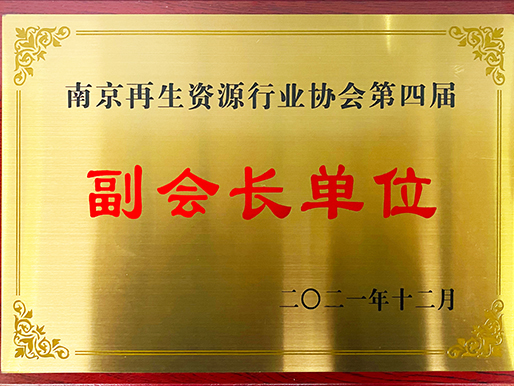 南京再生资源行业协会第四届
副会长单位
二〇二一年十二月